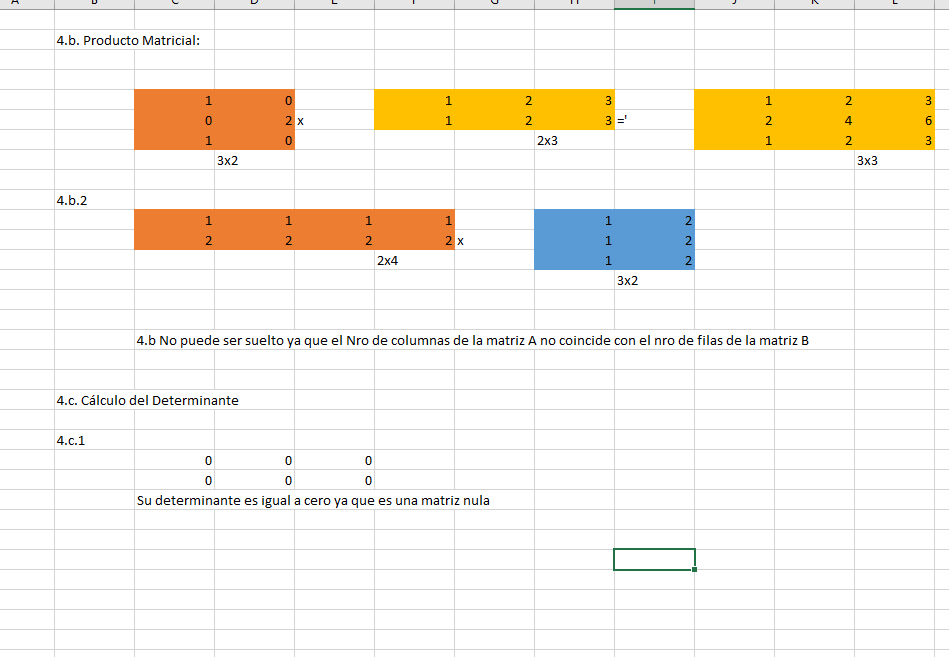 A B C D E F G H I J K L
4.b. Producto Matricial:
1 0 1 2 3 1 2 3
0 2 x 1 2 3 =' 2 4 6
1 0 2x3 1 2 3
3x2 3x3
4.b.2
1 1 1 1 1 2
2 2 2 2 x 1 2
2x4 1 2
3x2
4.b No puede ser suelto ya que el Nro de columnas de la matriz A no coincide con el nro de filas de la matriz B
4.c. Cálculo del Determinante
4.c.1
0 0 0
0 0 0
Su determinante es igual a cero ya que es una matriz nula